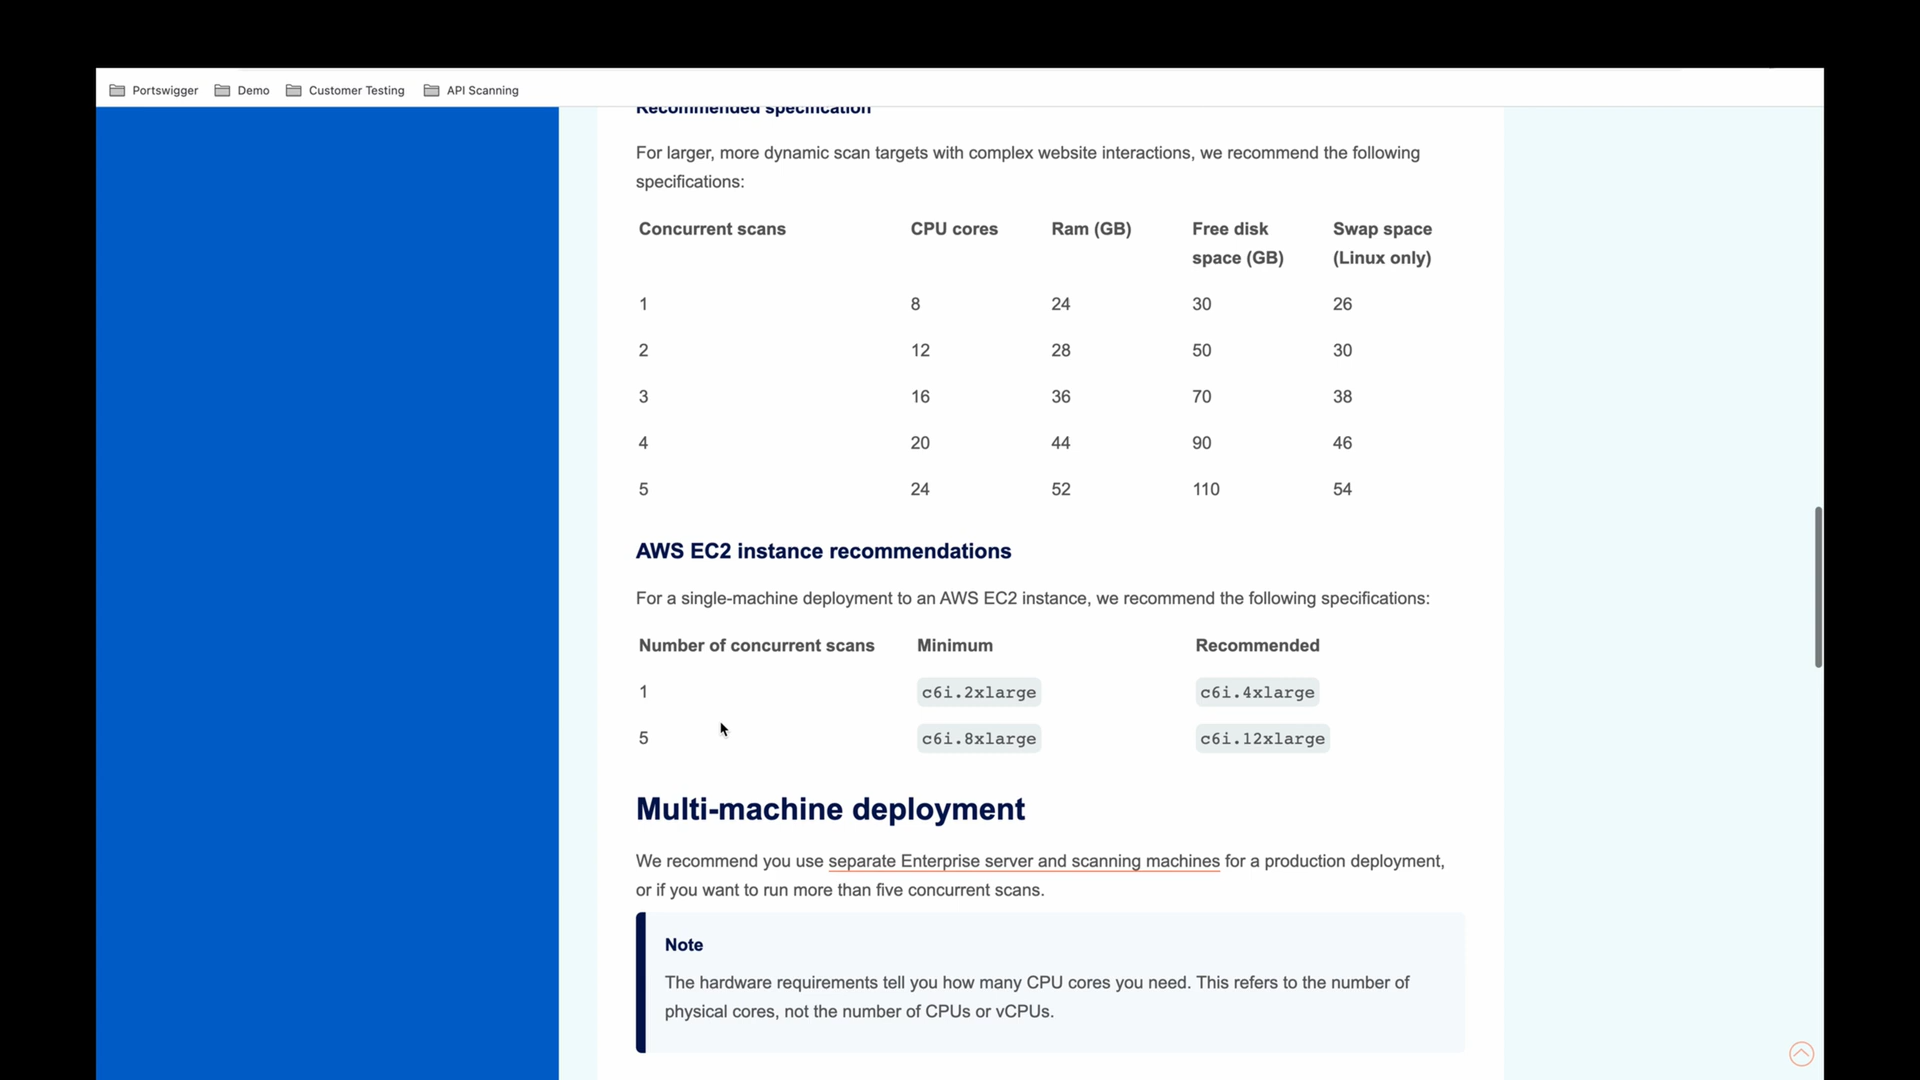 Portswigger Demo Customer Testing API Scanning
Recommended specification
For larger, more dynamic scan targets with complex website interactions, we recommend the following
specifications:
Concurrent scans CPU cores Ram (GB) Free disk space (GB) Swap space (Linux only)
1 8 24 30 26
2 12 28 50 30
3 16 36 70 38
4 20 44 90 46
5 24 52 110 54
AWS EC2 instance recommendations
For a single-machine deployment to an AWS EC2 instance, we recommend the following specifications:
Number of concurrent scans Minimum Recommended
1 c6i.2xlarge c6i.4xlarge
5 c6i.8xlarge c6i.12xlarge
Multi-machine deployment
We recommend you use separate Enterprise server and scanning machines for a production deployment,
or if you want to run more than five concurrent scans.
Note
The hardware requirements tell you how many CPU cores you need. This refers to the number of
physical cores, not the number of CPUs or vCPUs.